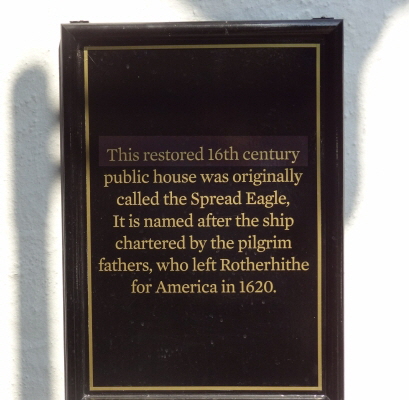 This restored 16th century
public house was originally
called the Spread Eagle,
It is named after the ship
chartered by the pilgrim
fathers, who left Rotherhithe
for America in 1620.